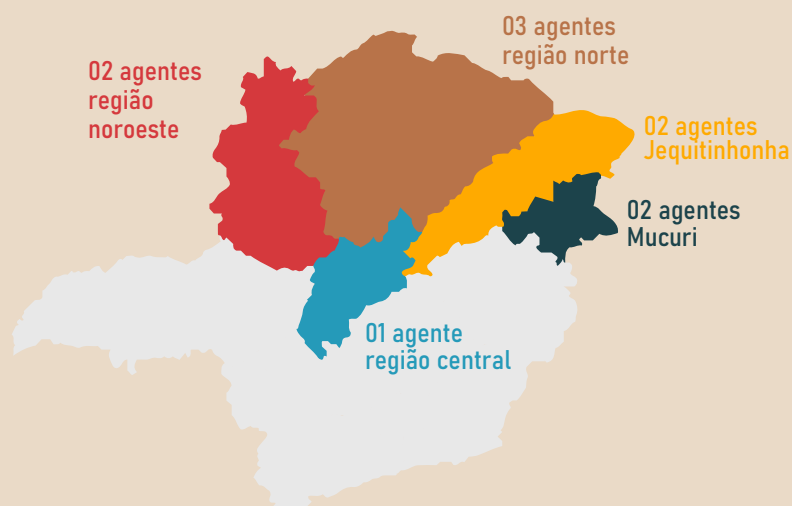 03 agentes
região norte
02 agentes
região
noroeste
02 agentes
Jequitinhonha
02 agentes
Mucuri
01 agente
região central